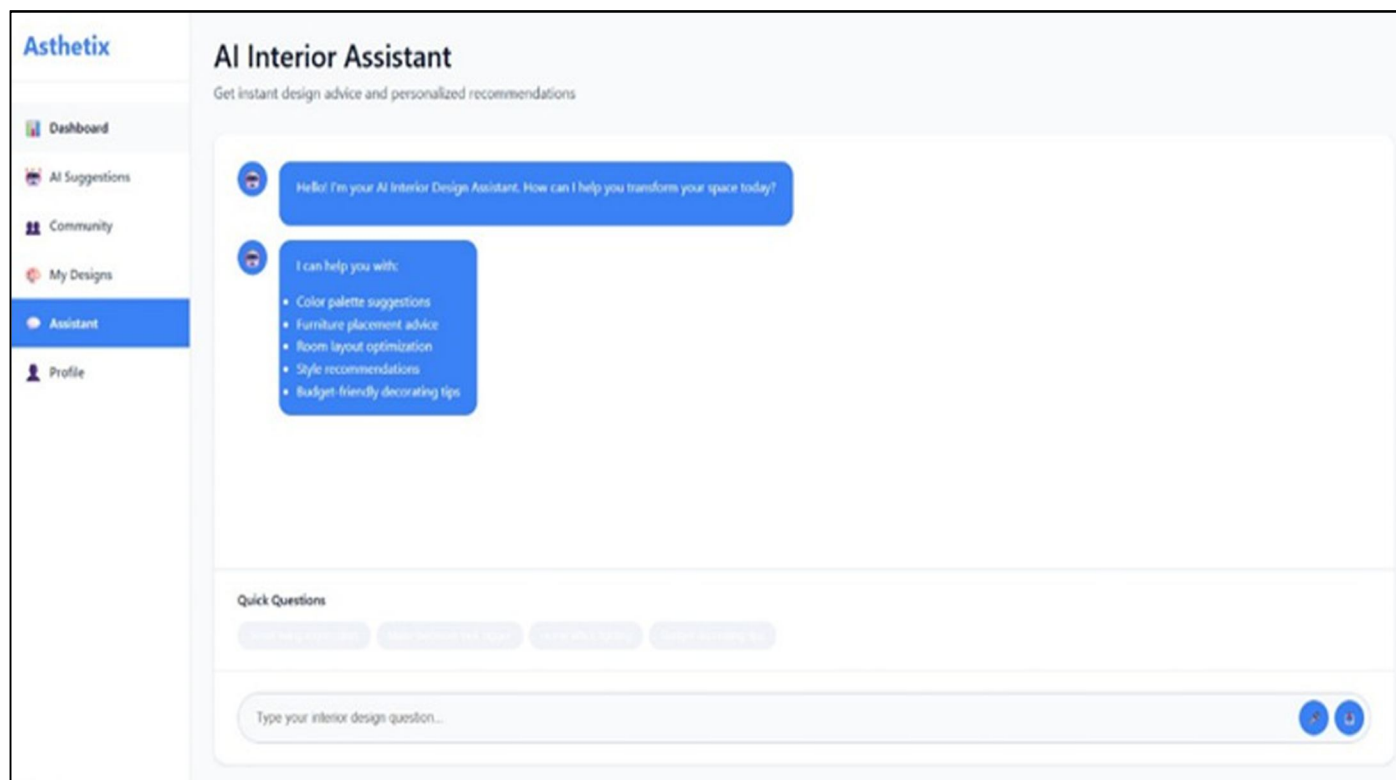 Asthetix
Dashboard
AI Suggestions
Community
My Designs
Assistant
Profile
AI Interior Assistant
Get instant design advice and personalized recommendations
Hello! I'm your AI Interior Design Assistant. How can I help you transform your space today?
I can help you with:
• Color palette suggestions
• Furniture placement advice
• Room layout optimization
• Style recommendations
• Budget-friendly decorating tips
Quick Questions
Type your interior design question...